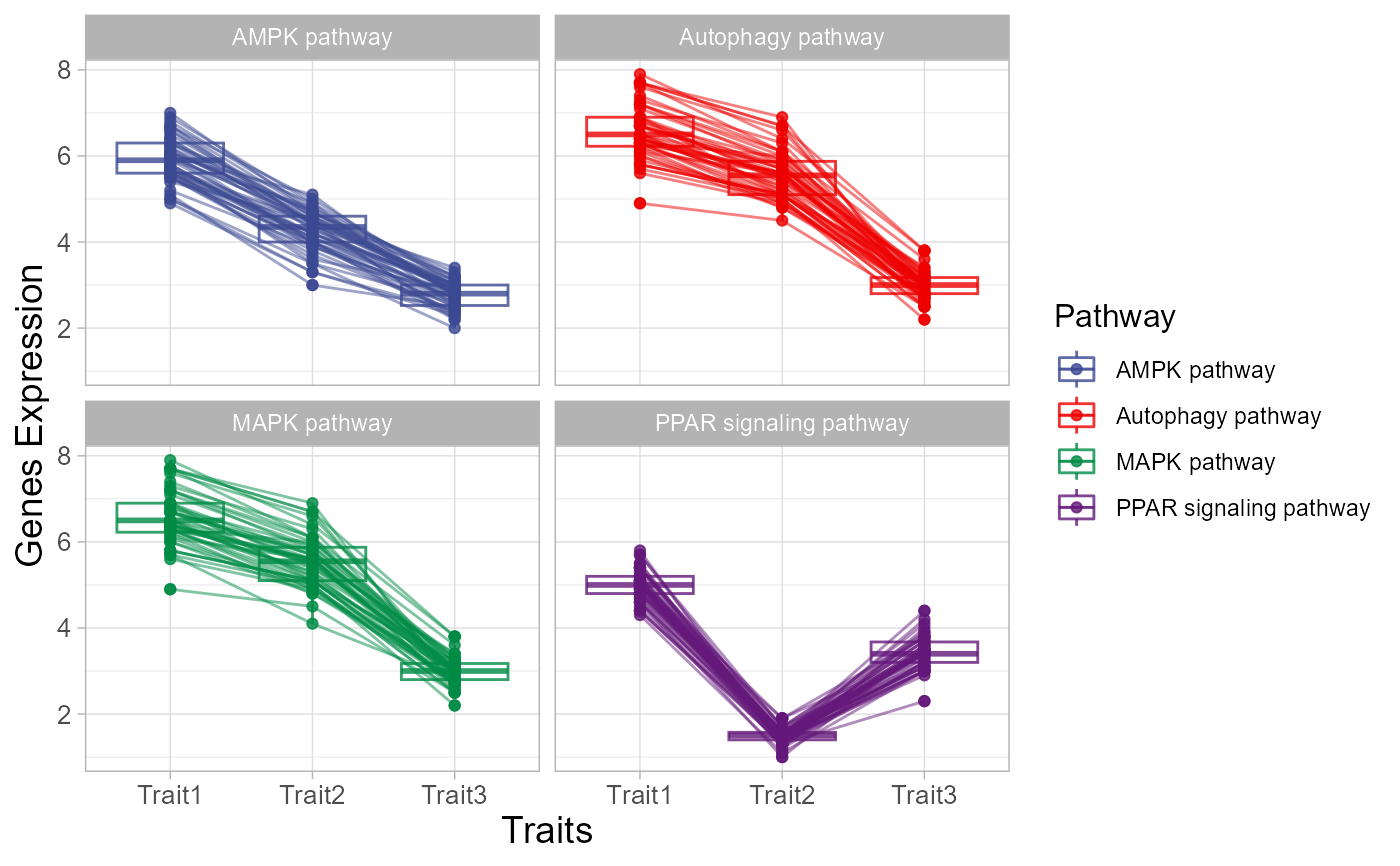 AMPK pathway
Autophagy pathway
8
6
4
2
MAPK pathway
PPAR signaling pathway
8
6
4
2
Trait1
Trait2
Trait3
Trait1
Trait2
Trait3
Traits
Genes Expression
Pathway
AMPK pathway
Autophagy pathway
MAPK pathway
PPAR signaling pathway